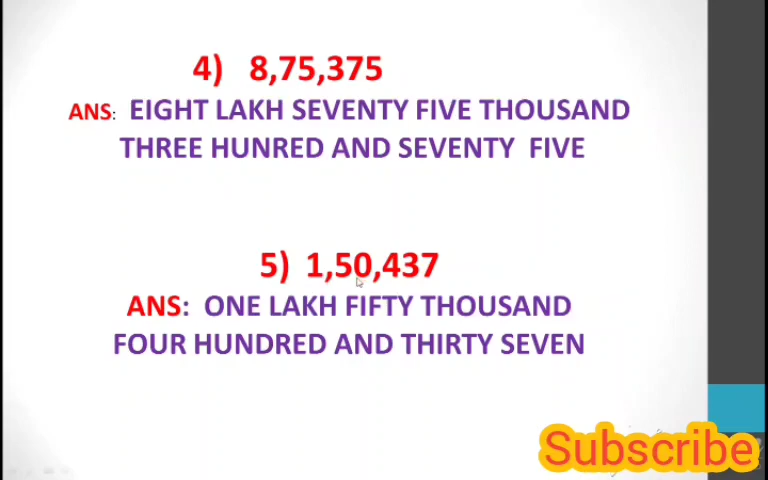 4) 8,75,375
ANS: EIGHT LAKH SEVENTY FIVE THOUSAND
THREE HUNRED AND SEVENTY FIVE
5) 1,50,437
ANS: ONE LAKH FIFTY THOUSAND
FOUR HUNDRED AND THIRTY SEVEN
Subscribe